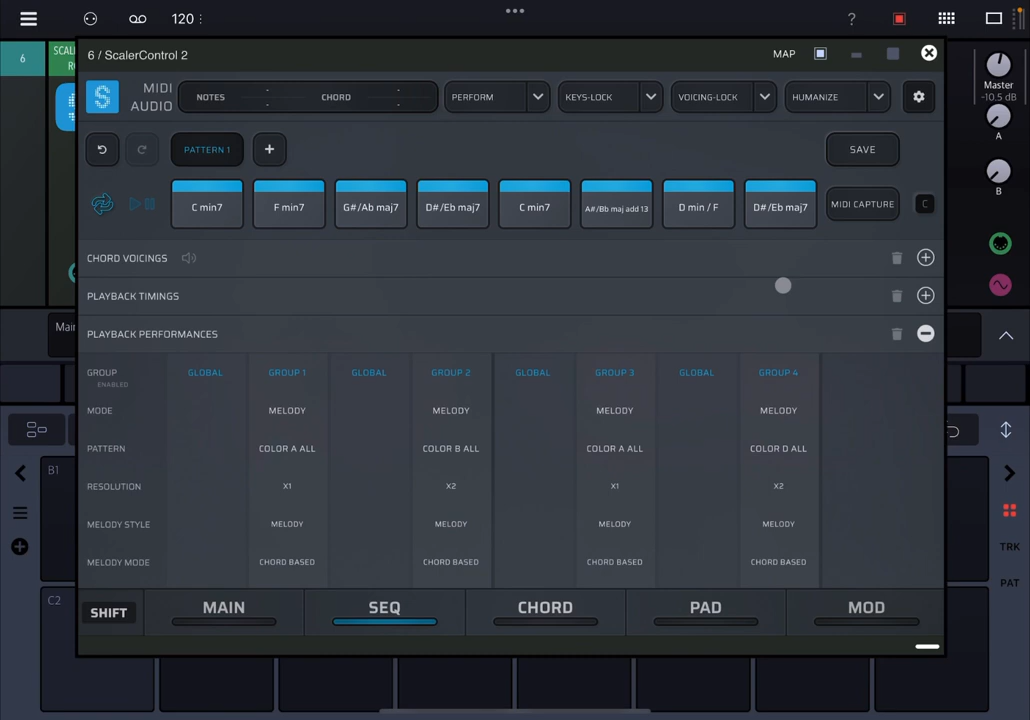 120
?
6
SCAL
R
6 / ScalerControl 2
MAP
S
MIDI
AUDIO
NOTES - -
CHORD - -
PERFORM
KEYS-LOCK
VOICING-LOCK
HUMANIZE
Master
-10.5 dB
A
B
PATTERN 1
+
SAVE
C min7
F min7
G#/Ab maj7
D#/Eb maj7
C min7
A#/Bb maj add 13
D min / F
D#/Eb maj7
MIDI CAPTURE
C
CHORD VOICINGS
PLAYBACK TIMINGS
PLAYBACK PERFORMANCES
Mai
GROUP GLOBAL GROUP 1 GLOBAL GROUP 2 GLOBAL GROUP 3 GLOBAL GROUP 4
ENABLED
MODE MELODY MELODY MELODY MELODY
PATTERN COLOR A ALL COLOR B ALL COLOR A ALL COLOR D ALL
RESOLUTION X1 X2 X1 X2
MELODY STYLE MELODY MELODY MELODY MELODY
MELODY MODE CHORD BASED CHORD BASED CHORD BASED CHORD BASED
B1
C2
TRK
PAT
SHIFT
MAIN
SEQ
CHORD
PAD
MOD